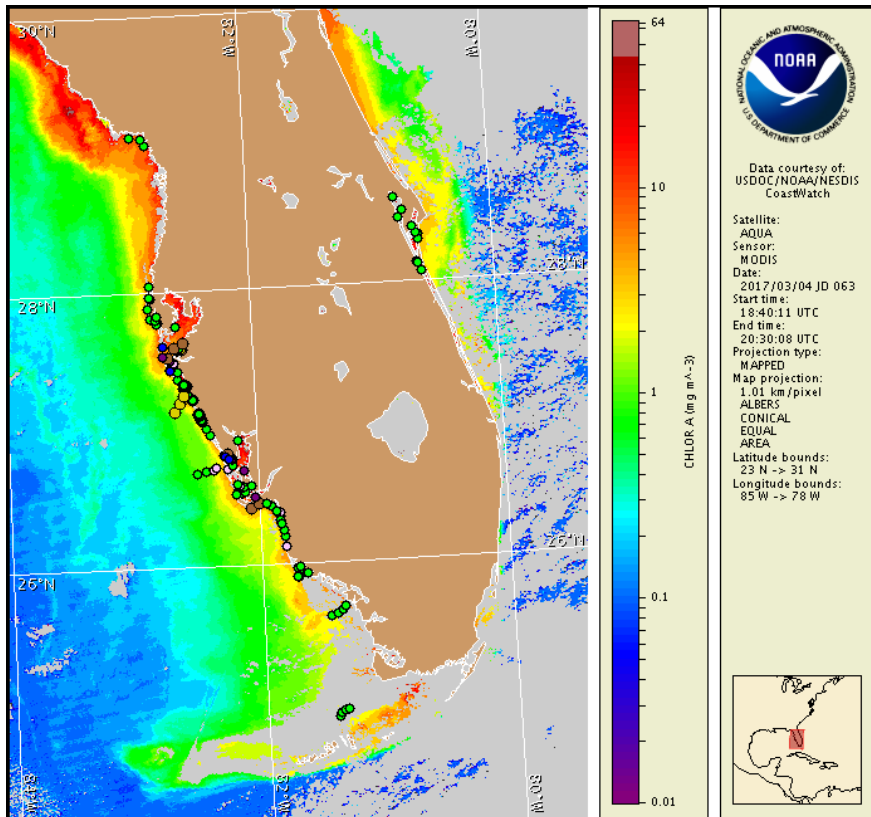 30°N
82°W
80°W
28°N
28°N
26°N
26°N
84°W
82°W
80°W
64
10
1
0.1
0.01
CHLOR A (mg m^-3)
NATIONAL OCEANIC AND ATMOSPHERIC ADMINISTRATION
NOAA
U.S. DEPARTMENT OF COMMERCE
Data courtesy of:
USDOC/NOAA/NESDIS
CoastWatch
Satellite:
AQUA
Sensor:
MODIS
Date:
2017/03/04 JD 063
Start time:
18:40:11 UTC
End time:
20:30:08 UTC
Projection type:
MAPPED
Map projection:
1.01 km/pixel
ALBERS
CONICAL
EQUAL
AREA
Latitude bounds:
23 N -> 31 N
Longitude bounds:
85 W -> 78 W